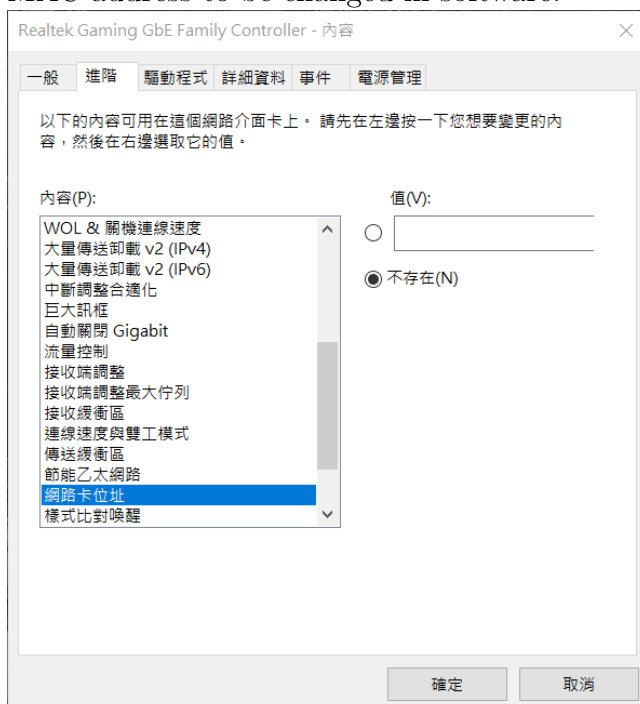 MAC address to be changed in software.
Realtek Gaming GbE Family Controller - 內容
一般 進階 驅動程式 詳細資料 事件 電源管理
以下的內容可用在這個網路介面卡上。請先在左邊按一下您想要變更的內
容，然後在右邊選取它的值。
內容(P):
值(V):
WOL & 關機連線速度
大量傳送卸載 v2 (IPv4)
大量傳送卸載 v2 (IPv6)
中斷調整合適化
巨大訊框
自動關閉 Gigabit
流量控制
接收端調整
接收端調整最大佇列
接收緩衝區
連線速度與雙工模式
傳送緩衝區
節能乙太網路
網路卡位址
樣式比對喚醒
不存在(N)
確定
取消